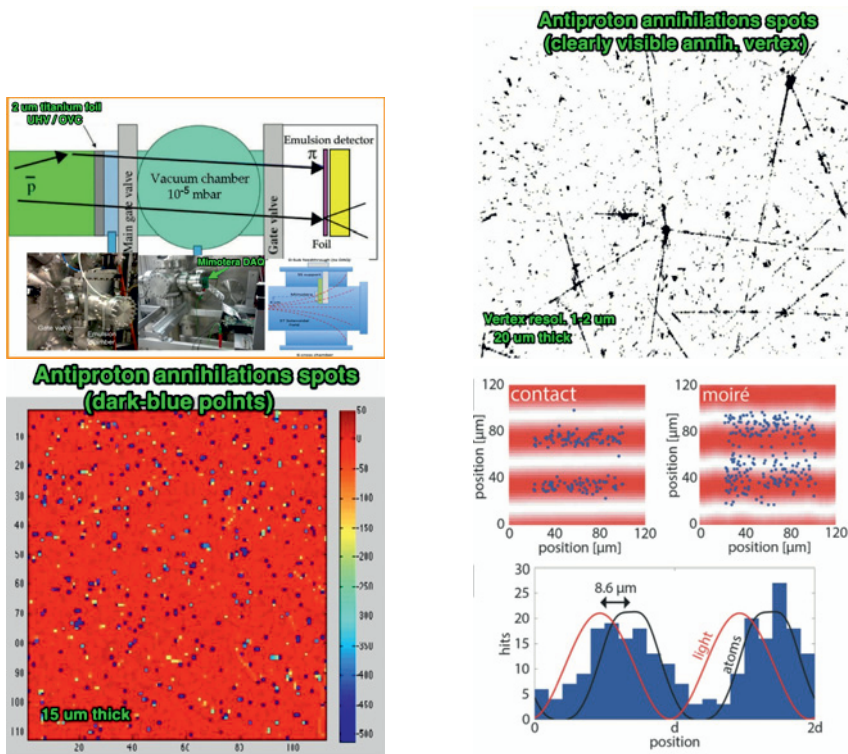 2 um titanium foil
UHV / OVC
p
Main gate valve
Vacuum chamber
10⁻⁵ mbar
Gate valve
Emulsion detector
π
Foil
Mimotera DAQ
Gate valve
Emulsion
chamber
Antiproton annihilations spots
(clearly visible annih. vertex)
Vertex resol. 1-2 um
20 um thick
Antiproton annihilations spots
(dark-blue points)
10
20
30
40
50
60
70
80
90
100
110
20
40
60
80
100
50
0
-50
-100
-150
-200
-250
-300
-350
-400
-450
-500
15 um thick
contact
120
80
40
0
position [μm]
0
40
80
120
position [μm]
moiré
120
80
40
0
position [μm]
0
40
80
120
position [μm]
30
25
20
15
10
5
0
hits
8.6 μm
light
atoms
0
d
2d
position